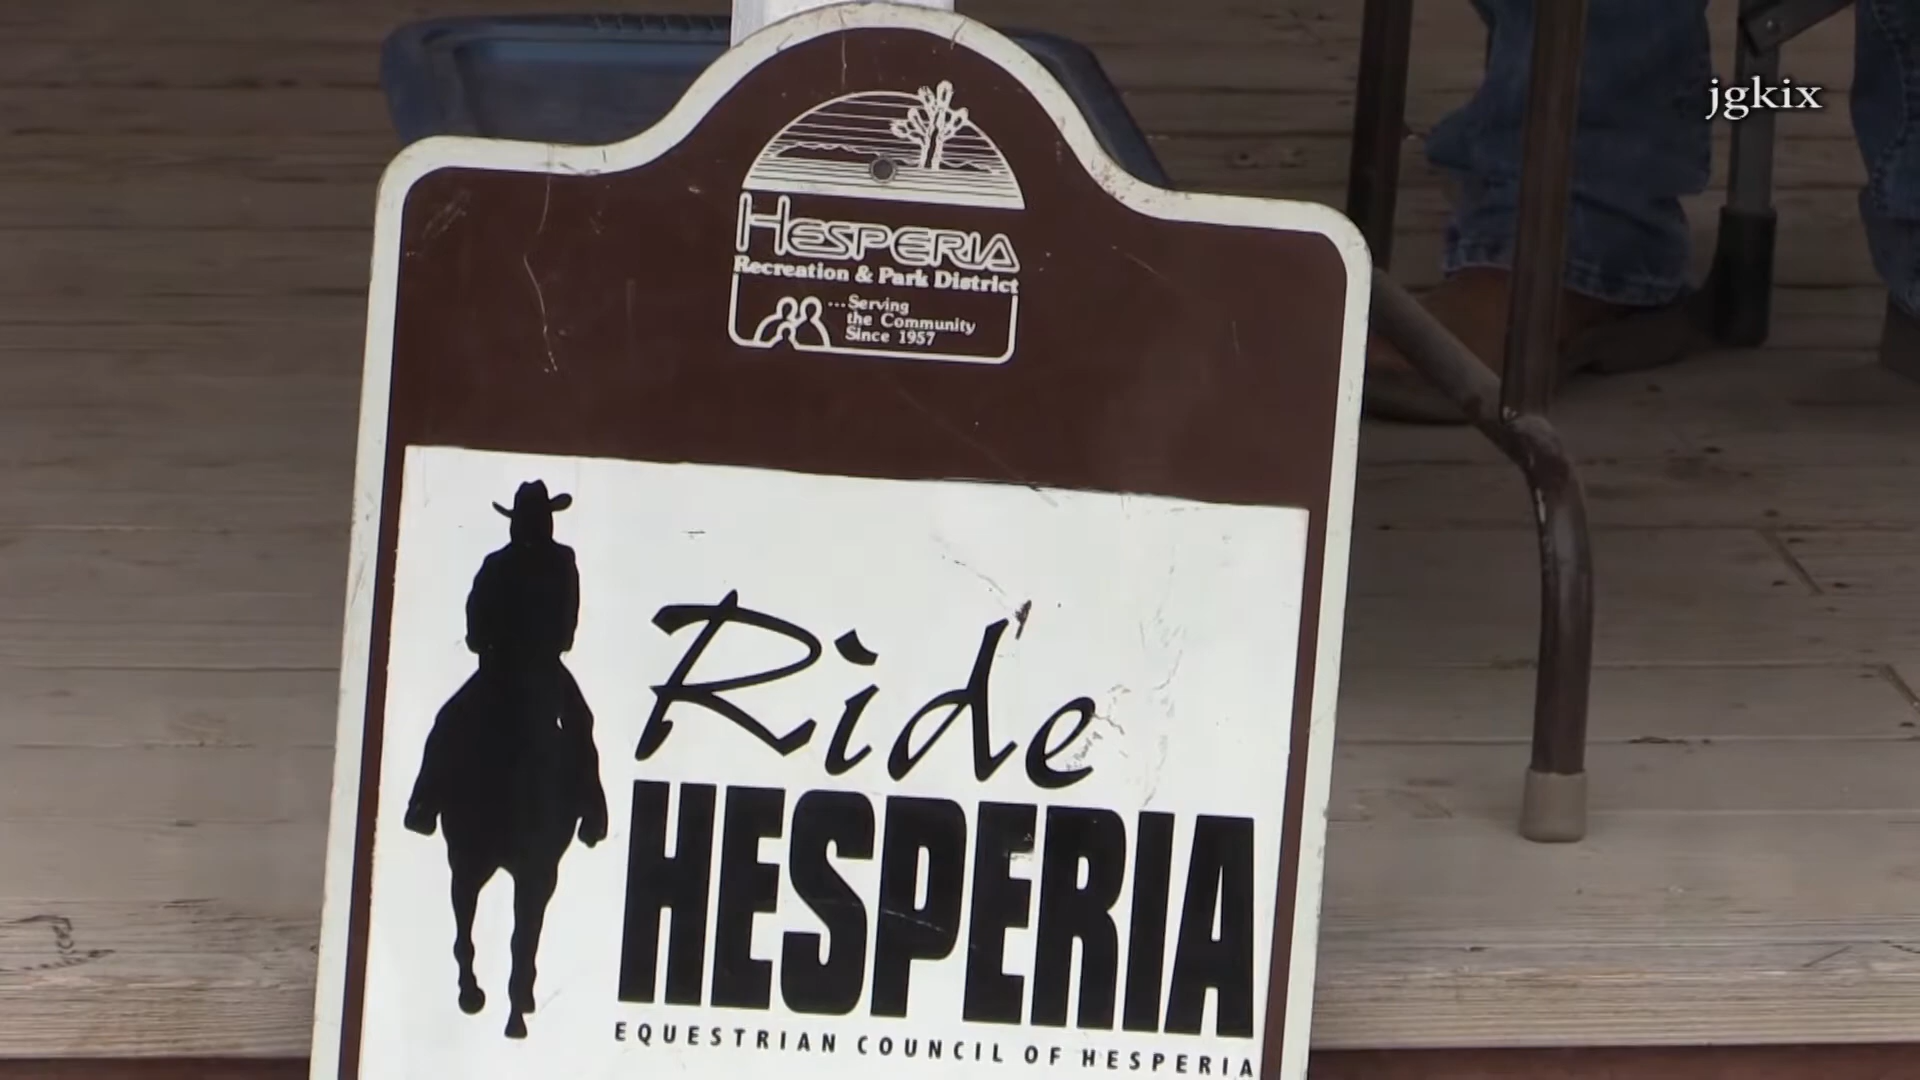 jgkix
HESPERIA
Recreation & Park District
...Serving
the Community
Since 1957
Ride
HESPERIA
EQUESTRIAN COUNCIL OF HESPERIA